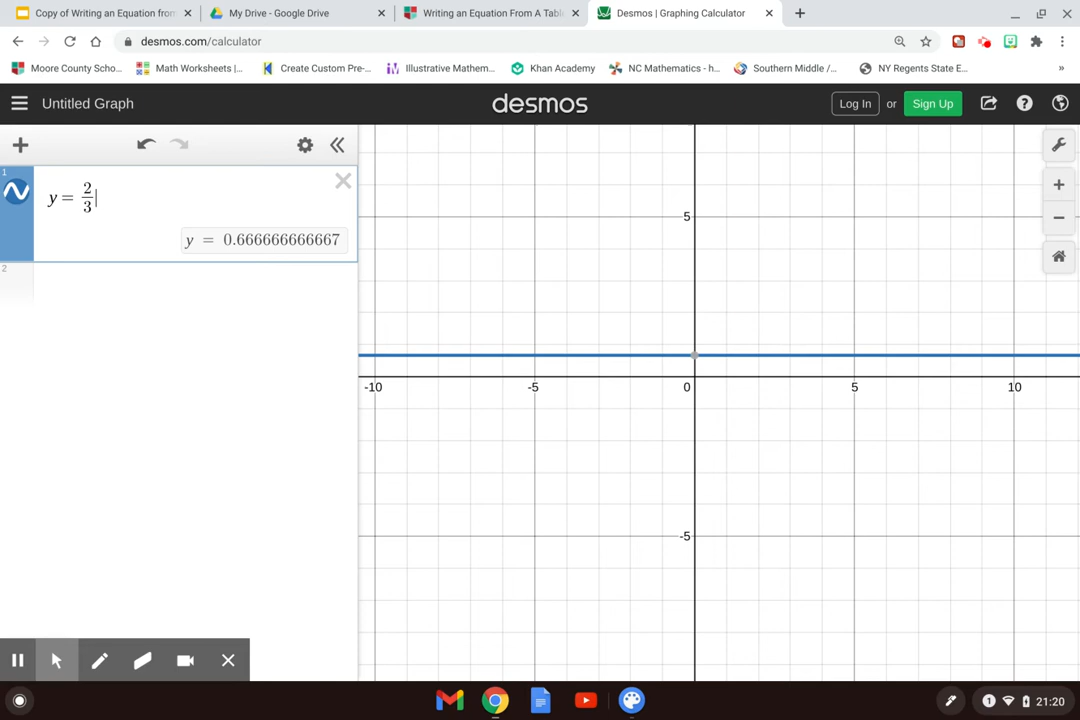 Copy of Writing an Equation from
My Drive - Google Drive
Writing an Equation From A Tabl
Desmos | Graphing Calculator
desmos.com/calculator
Moore County Scho...
Math Worksheets |...
Create Custom Pre-...
Illustrative Mathem...
Khan Academy
NC Mathematics - h...
Southern Middle /...
NY Regents State E...
»
Untitled Graph
desmos
Log In
or
Sign Up
1
y = 2/3
y = 0.666666666667
2
5
-10
-5
0
5
10
-5
1
21:20